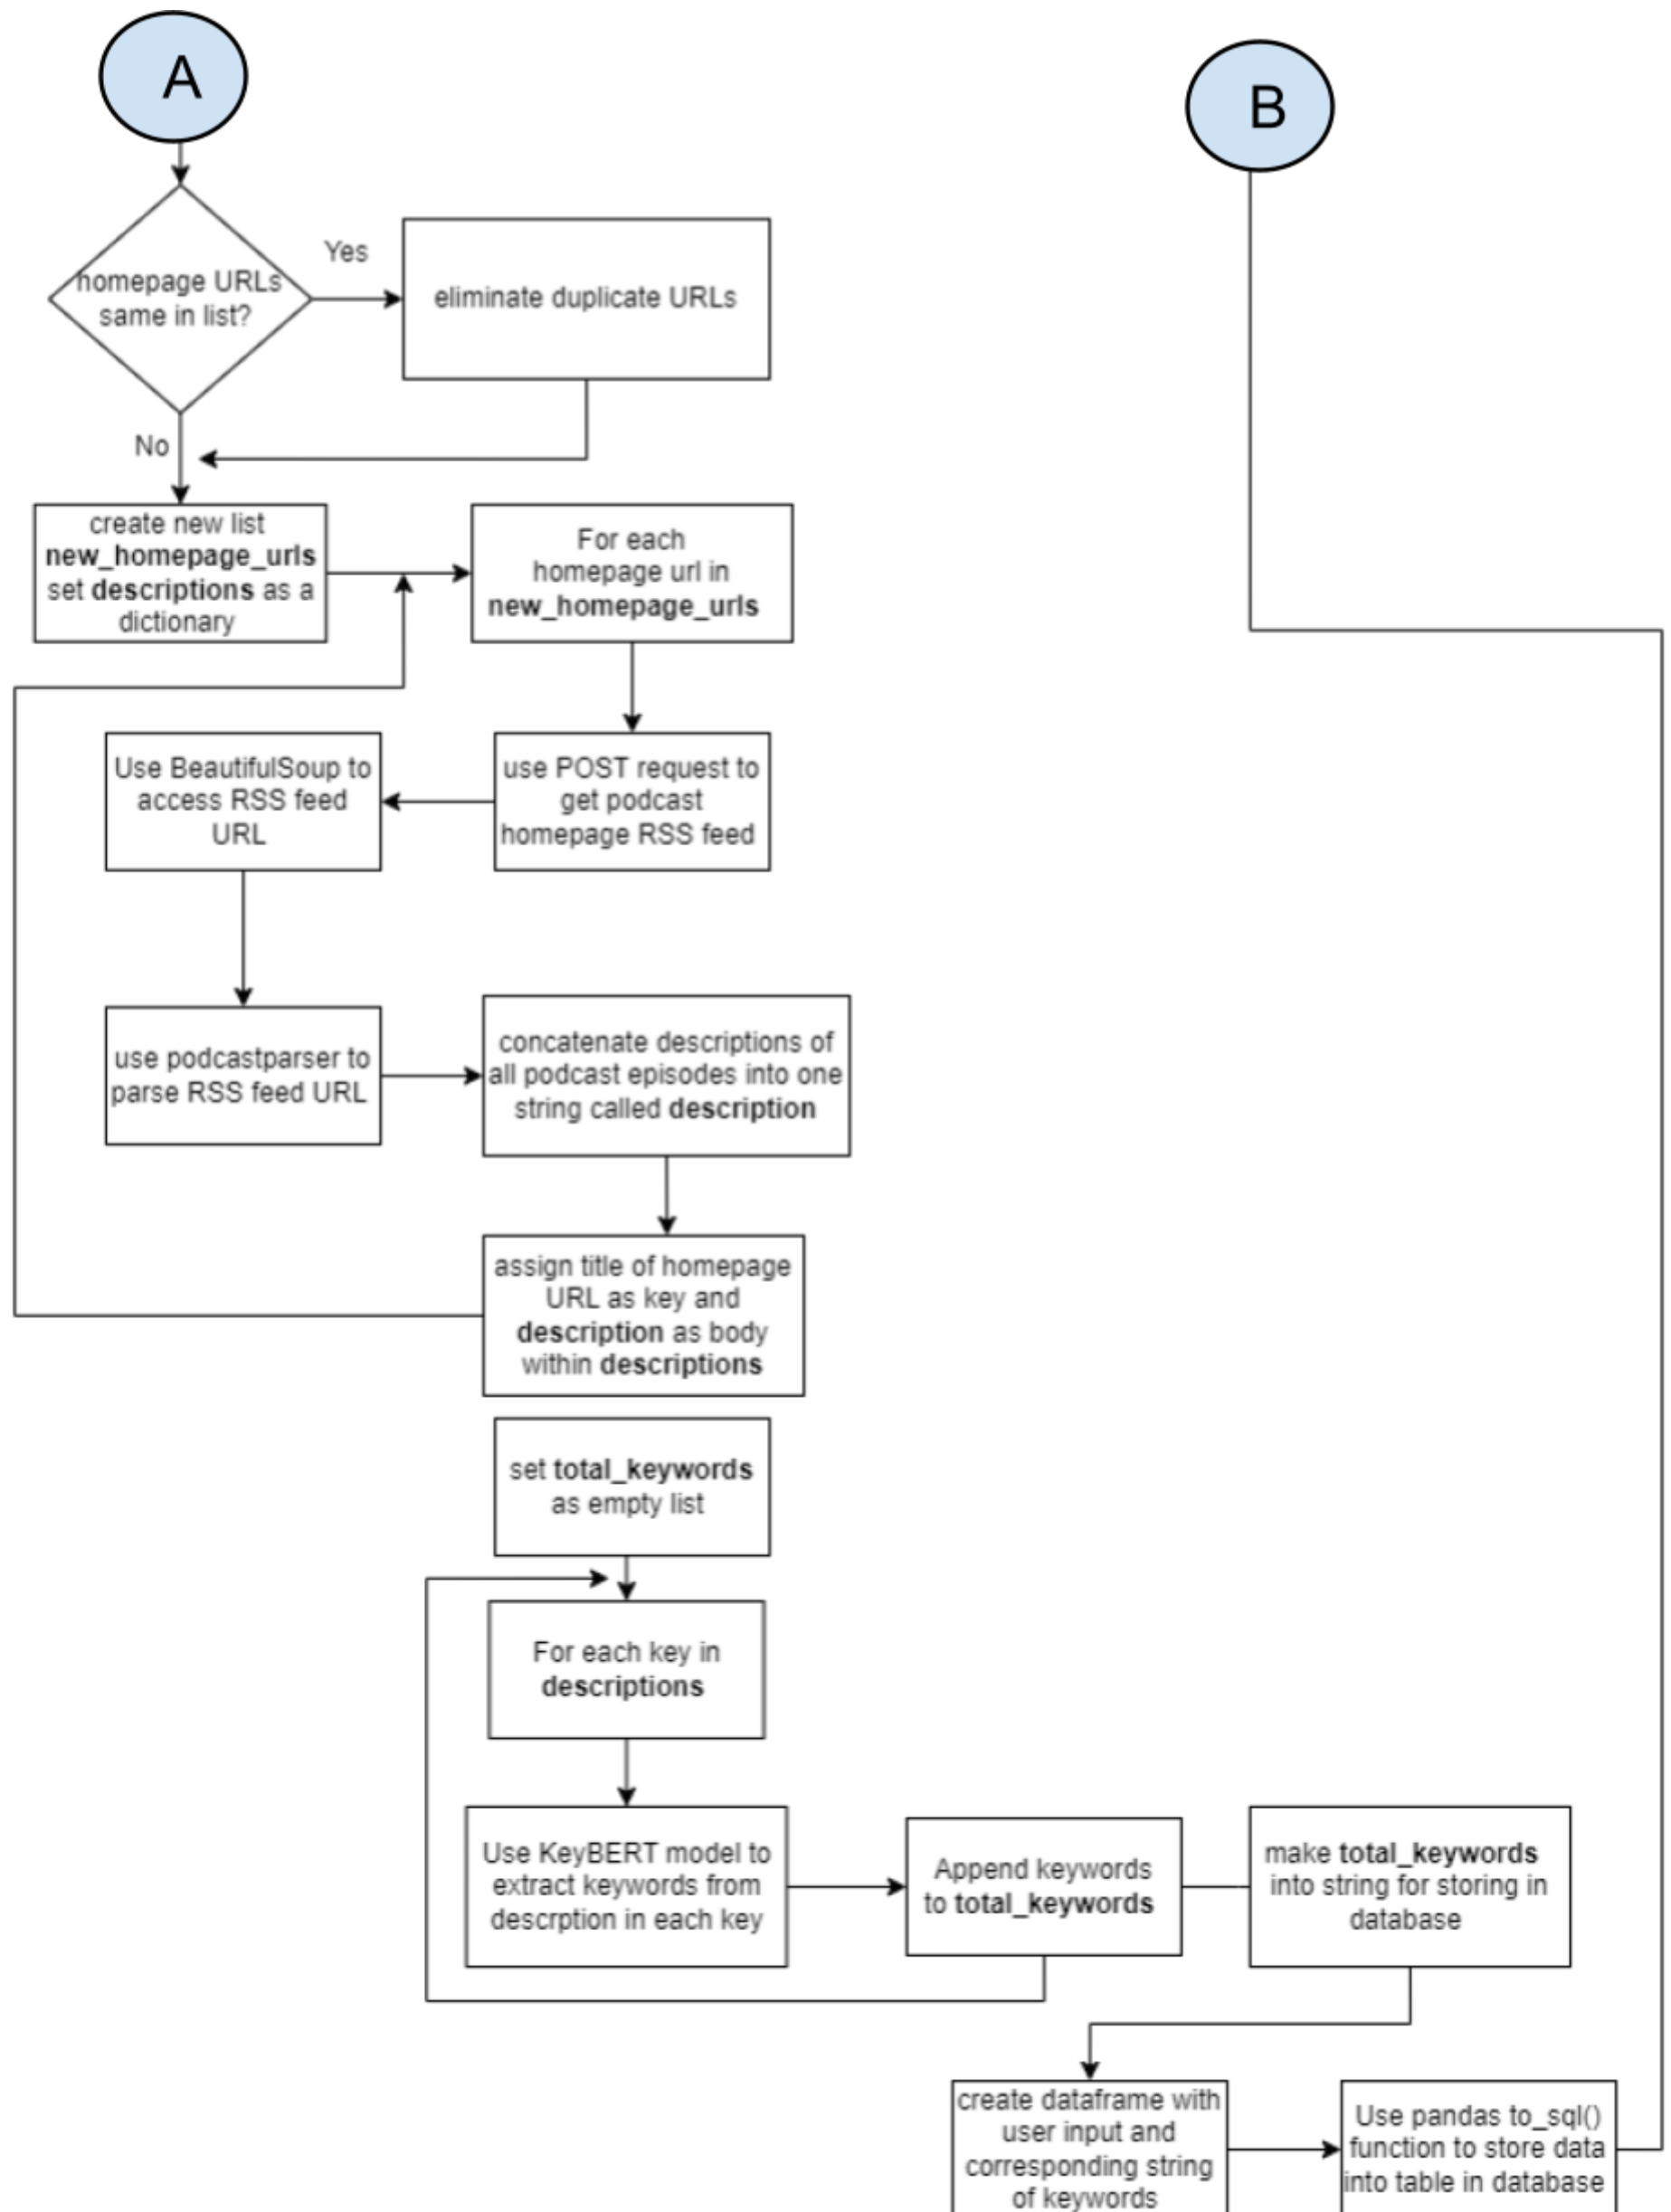 A
B
homepage URLs
same in list?
Yes
eliminate duplicate URLs
No
create new list
new_homepage_urls
set descriptions as a
dictionary
For each
homepage url in
new_homepage_urls
use POST request to
get podcast
homepage RSS feed
Use BeautifulSoup to
access RSS feed
URL
use podcastparser to
parse RSS feed URL
concatenate descriptions of
all podcast episodes into one
string called description
assign title of homepage
URL as key and
description as body
within descriptions
set total_keywords
as empty list
For each key in
descriptions
Use KeyBERT model to
extract keywords from
descrption in each key
Append keywords
to total_keywords
make total_keywords
into string for storing in
database
create dataframe with
user input and
corresponding string
of keywords
Use pandas to_sql()
function to store data
into table in database